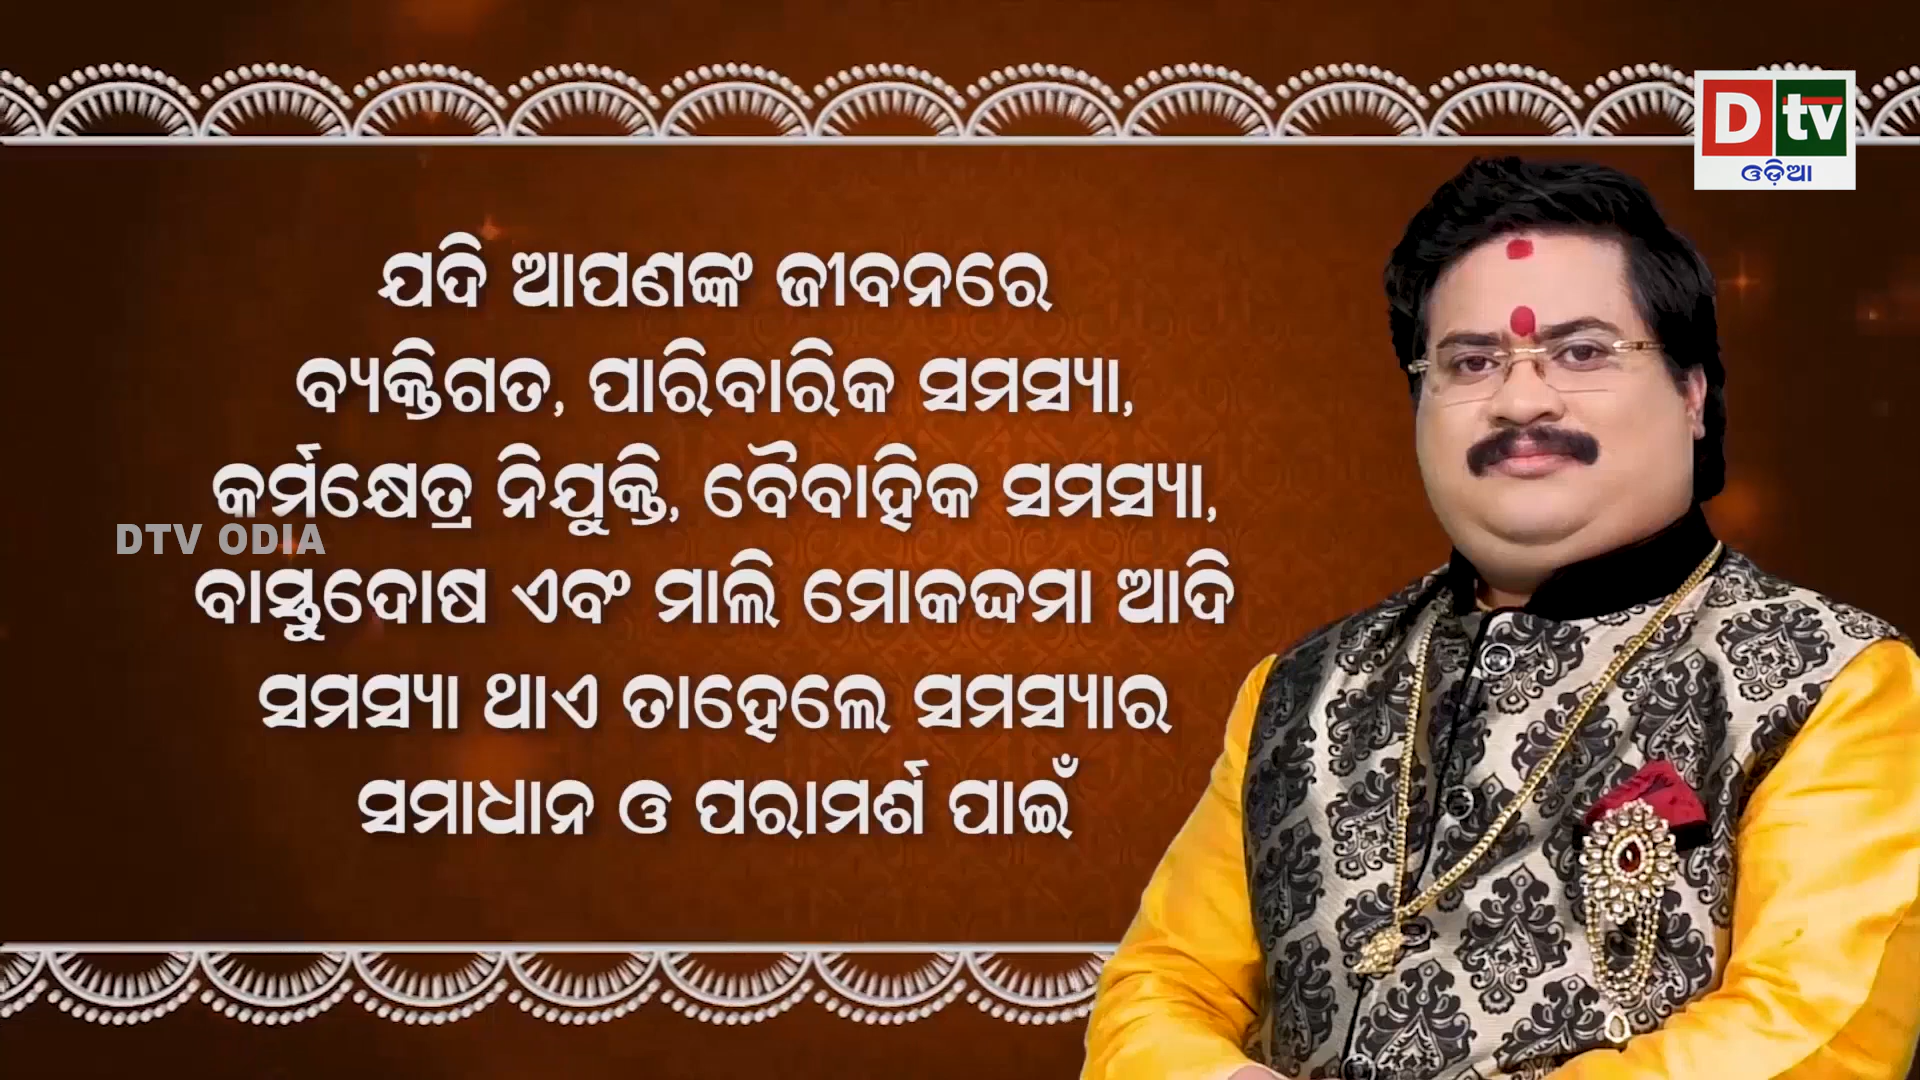 Dtv
ଓଡ଼ିଆ
ଯଦି ଆପଣଙ୍କ ଜୀବନରେ
ବ୍ୟକ୍ତିଗତ, ପାରିବାରିକ ସମସ୍ୟା,
କର୍ମକ୍ଷେତ୍ର ନିଯୁକ୍ତି, ବୈବାହିକ ସମସ୍ୟା,
DTV ODIA
ବାସ୍ତୁଦୋଷ ଏବଂ ମାଲି ମୋକଦ୍ଦମା ଆଦି
ସମସ୍ୟା ଥାଏ ତାହେଲେ ସମସ୍ୟାର
ସମାଧାନ ଓ ପରାମର୍ଶ ପାଇଁ